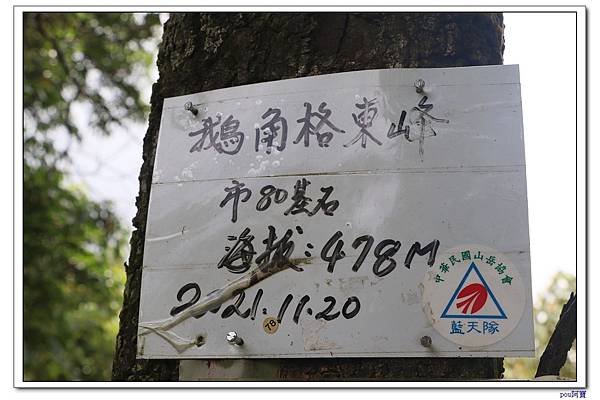 鵝角格東峰
市80基石
海拔:478M
2021.11.20
78
中華民國山岳協會
藍天隊
pou阿寶